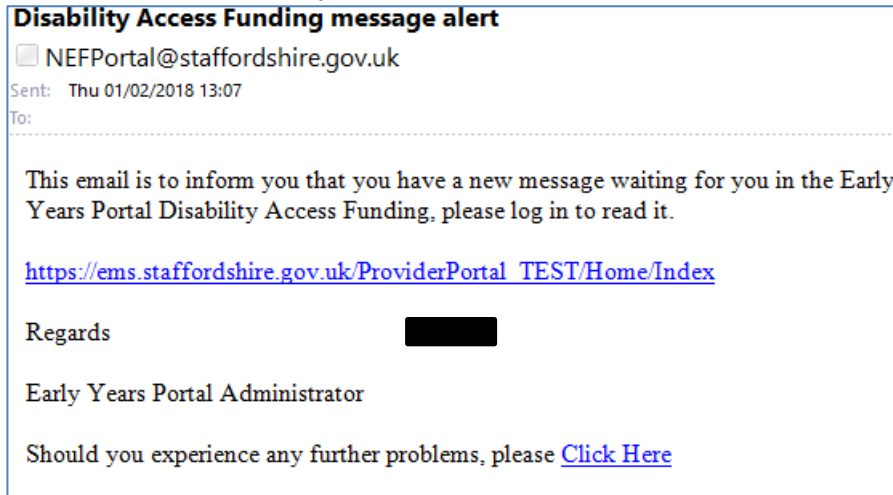 Disability Access Funding message alert
NEFPortal@staffordshire.gov.uk
Sent: Thu 01/02/2018 13:07
To:
This email is to inform you that you have a new message waiting for you in the Early
Years Portal Disability Access Funding, please log in to read it.
https://ems.staffordshire.gov.uk/ProviderPortal_TEST/Home/Index
Regards
Early Years Portal Administrator
Should you experience any further problems, please Click Here